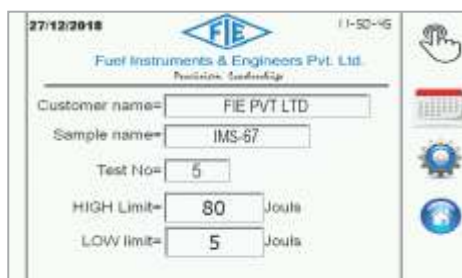 27/12/2018
FIE
11-50-45
Fuel Instruments & Engineers Pvt. Ltd.
Precision Leadership
Customer name= FIE PVT LTD
Sample name= IMS-67
Test No= 5
HIGH Limit= 80 Jouls
LOW limit= 5 Jouls